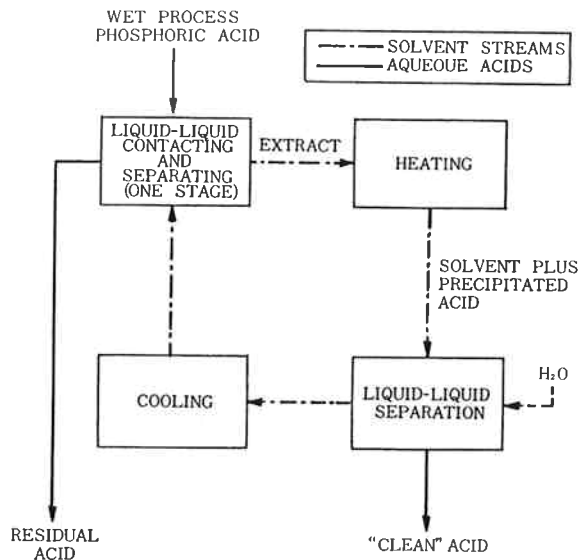 WET PROCESS
PHOSPHORIC ACID
SOLVENT STREAMS
AQUEOUE ACIDS
LIQUID-LIQUID
CONTACTING
AND
SEPARATING
(ONE STAGE)
EXTRACT
HEATING
SOLVENT PLUS
PRECIPITATED
ACID
COOLING
LIQUID-LIQUID
SEPARATION
H₂O
RESIDUAL
ACID
“CLEAN” ACID